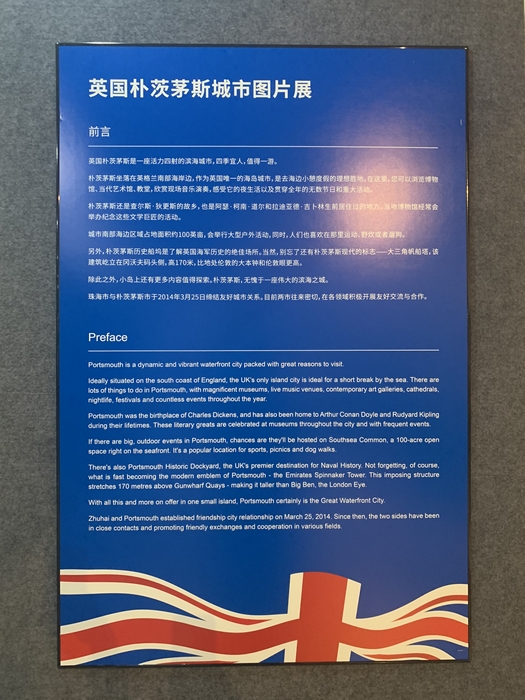 英国朴茨茅斯城市图片展
前言
英国朴茨茅斯是一座活力四射的滨海城市，四季宜人，值得一游。
朴茨茅斯坐落在英格兰南部海岸边，作为英国唯一的海岛城市，是去海边小憩度假的理想胜地。在这里，您可以浏览博物
馆、当代艺术馆、教堂，欣赏现场音乐演奏，感受它的夜生活以及贯穿全年的无数节日和重大活动。
朴茨茅斯还是查尔斯·狄更斯的故乡，也是阿瑟·柯南·道尔和拉迪亚德·吉卜林生前居住过的地方。当地博物馆经常会
举办纪念这些文学巨匠的活动。
城市南部海边区域占地面积约100英亩，会举行大型户外活动，同时，人们也喜欢在那里运动、野炊或者遛狗。
另外，朴茨茅斯历史船坞是了解英国海军历史的绝佳场所。当然，别忘了还有朴茨茅斯现代的标志——大三角帆船塔，该
建筑屹立在冈沃夫码头侧，高170米，比地处伦敦的大本钟和伦敦眼更高。
除此之外，小岛上还有更多内容值得探索。朴茨茅斯，无愧于一座伟大的滨海之城。
珠海市与朴茨茅斯市于2014年3月25日缔结友好城市关系。目前两市往来密切，在各领域积极开展友好交流与合作。
Preface
Portsmouth is a dynamic and vibrant waterfront city packed with great reasons to visit.
Ideally situated on the south coast of England, the UK's only island city is ideal for a short break by the sea. There are
lots of things to do in Portsmouth, with magnificent museums, live music venues, contemporary art galleries, cathedrals,
nightlife, festivals and countless events throughout the year.
Portsmouth was the birthplace of Charles Dickens, and has also been home to Arthur Conan Doyle and Rudyard Kipling
during their lifetimes. These literary greats are celebrated at museums throughout the city and with frequent events.
If there are big, outdoor events in Portsmouth, chances are they'll be hosted on Southsea Common, a 100-acre open
space right on the seafront. It's a popular location for sports, picnics and dog walks.
There's also Portsmouth Historic Dockyard, the UK's premier destination for Naval History. Not forgetting, of course,
what is fast becoming the modern emblem of Portsmouth - the Emirates Spinnaker Tower. This imposing structure
stretches 170 metres above Gunwharf Quays - making it taller than Big Ben, the London Eye.
With all this and more on offer in one small island, Portsmouth certainly is the Great Waterfront City.
Zhuhai and Portsmouth established friendship city relationship on March 25, 2014. Since then, the two sides have been
in close contacts and promoting friendly exchanges and cooperation in various fields.